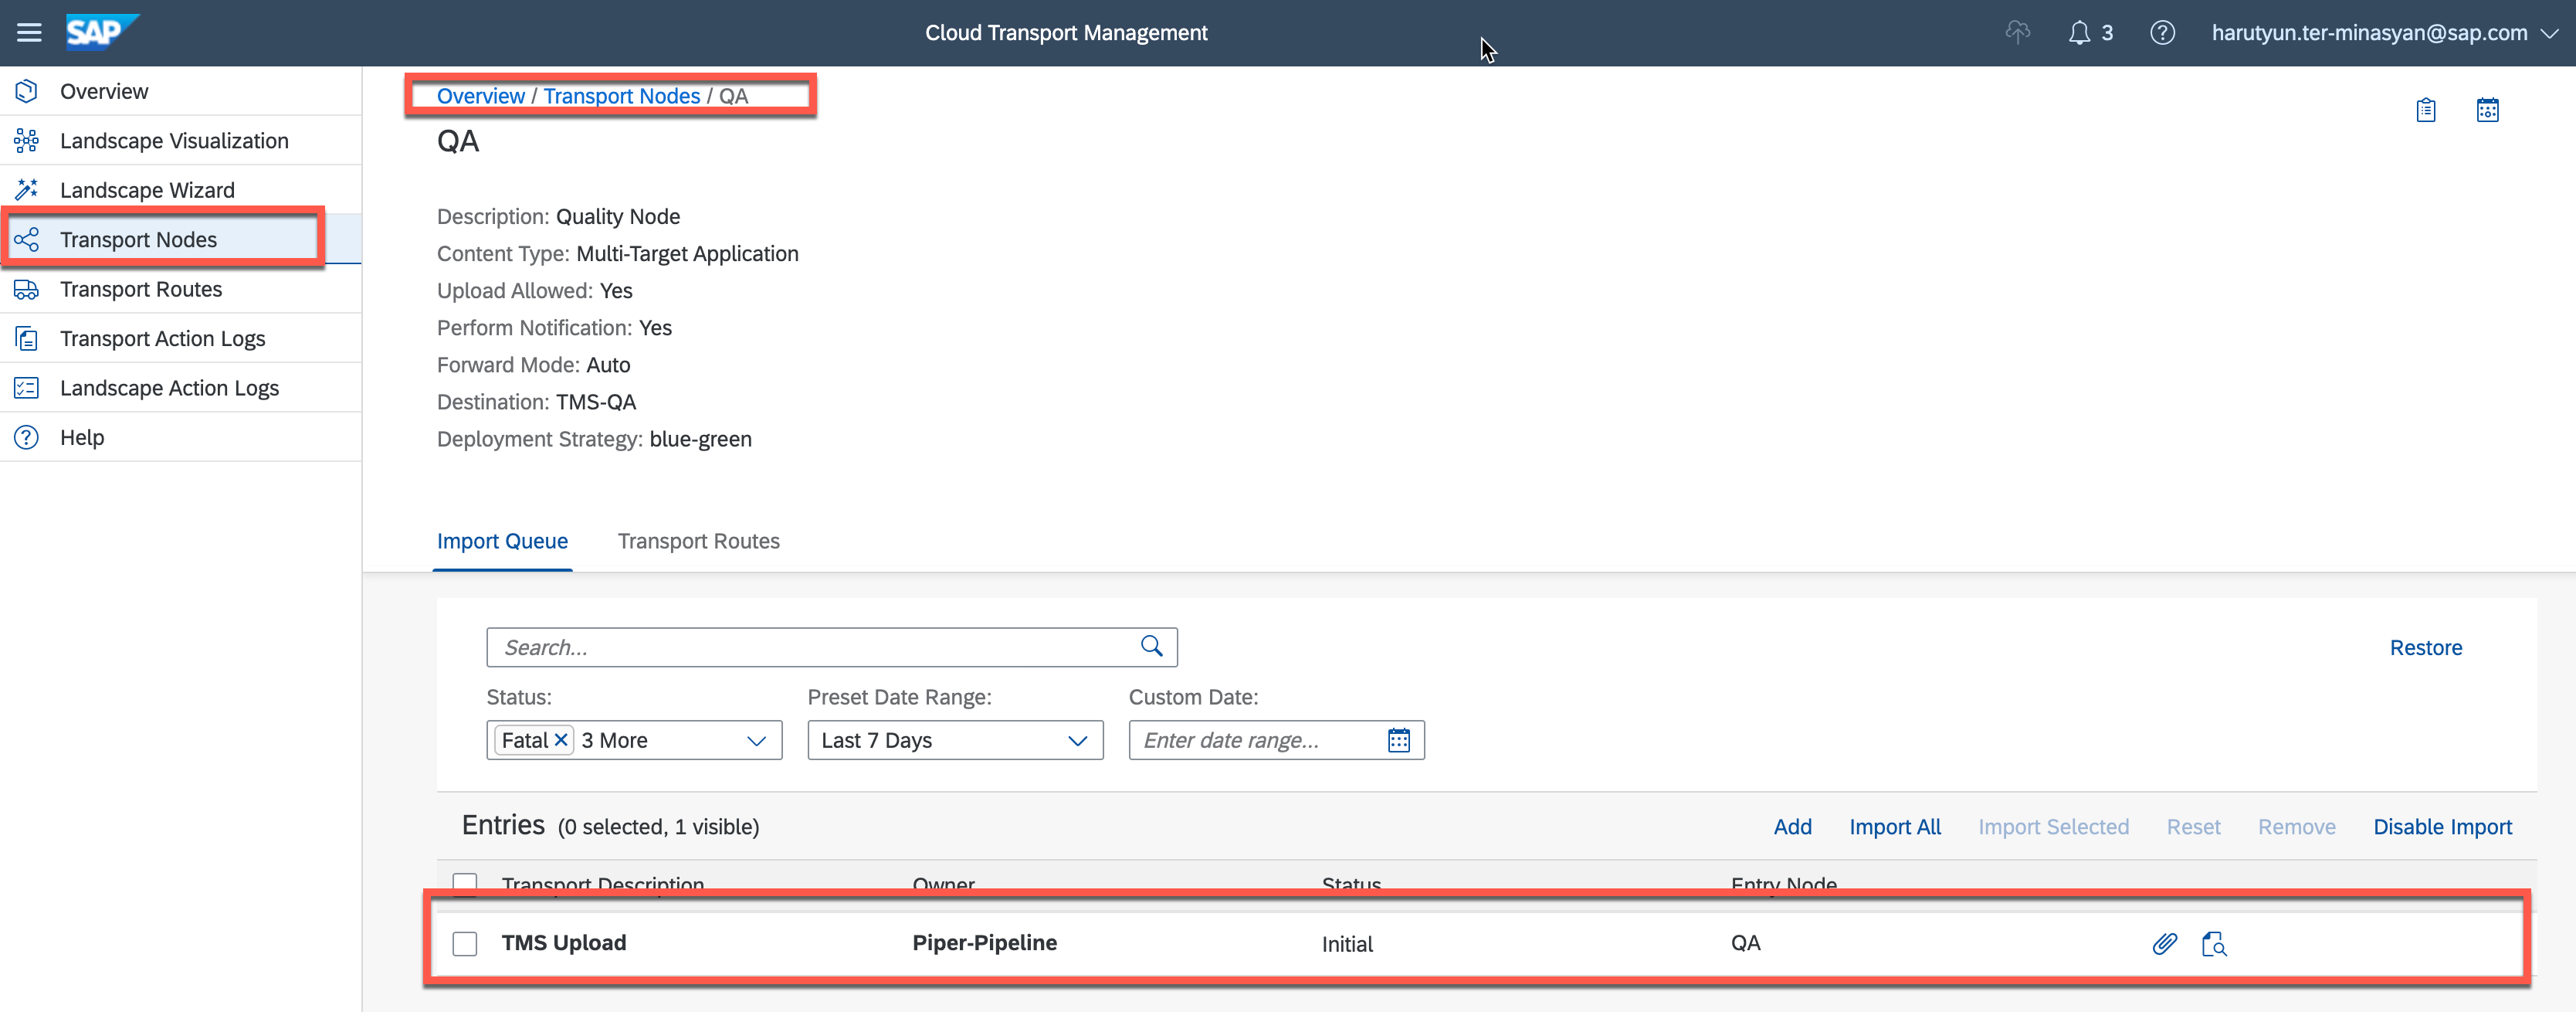 SAP
Cloud Transport Management
3
harutyun.ter-minasyan@sap.com
Overview
Landscape Visualization
Landscape Wizard
Transport Nodes
Transport Routes
Transport Action Logs
Landscape Action Logs
Help
Overview / Transport Nodes / QA
QA
Description: Quality Node
Content Type: Multi-Target Application
Upload Allowed: Yes
Perform Notification: Yes
Forward Mode: Auto
Destination: TMS-QA
Deployment Strategy: blue-green
Import Queue Transport Routes
Search...
Restore
Status: Preset Date Range: Custom Date:
Fatal 3 More Last 7 Days Enter date range...
Entries (0 selected, 1 visible) Add Import All Import Selected Reset Remove Disable Import
Transport Description Owner Status Entry Node
TMS Upload Piper-Pipeline Initial QA